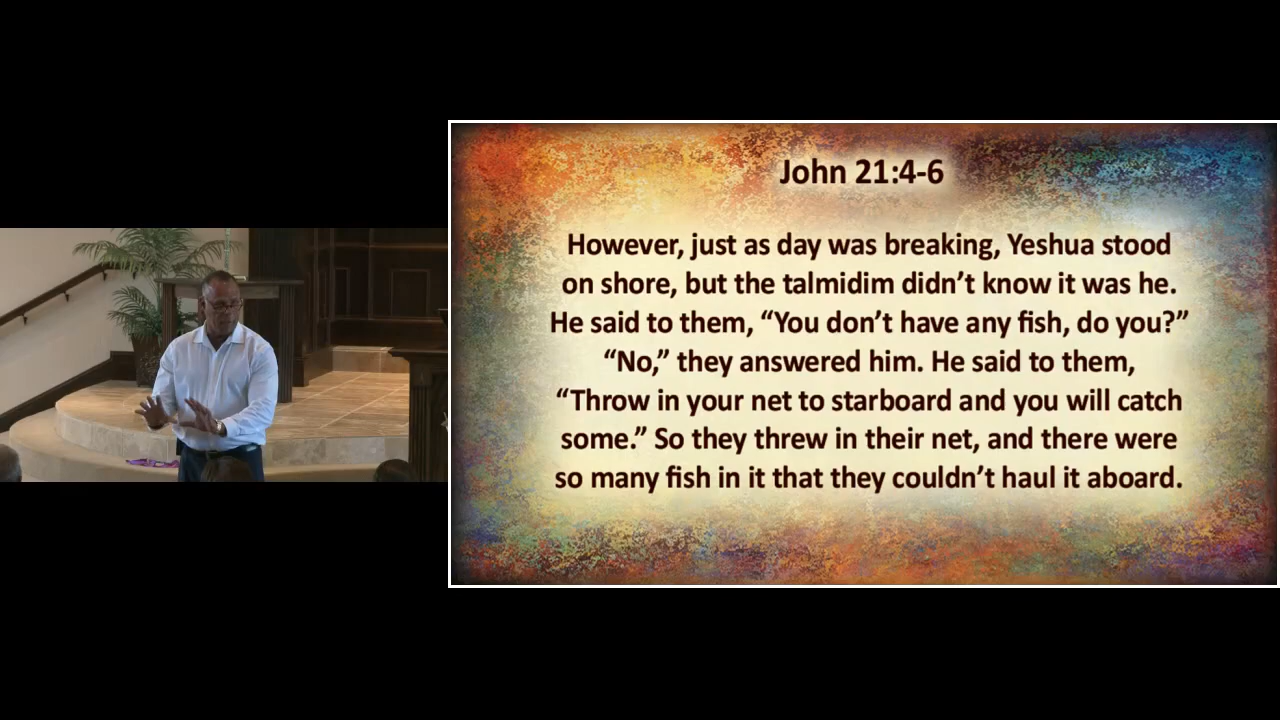 John 21:4-6
However, just as day was breaking, Yeshua stood
on shore, but the talmidim didn’t know it was he.
He said to them, “You don’t have any fish, do you?”
“No,” they answered him. He said to them,
“Throw in your net to starboard and you will catch
some.” So they threw in their net, and there were
so many fish in it that they couldn’t haul it aboard.